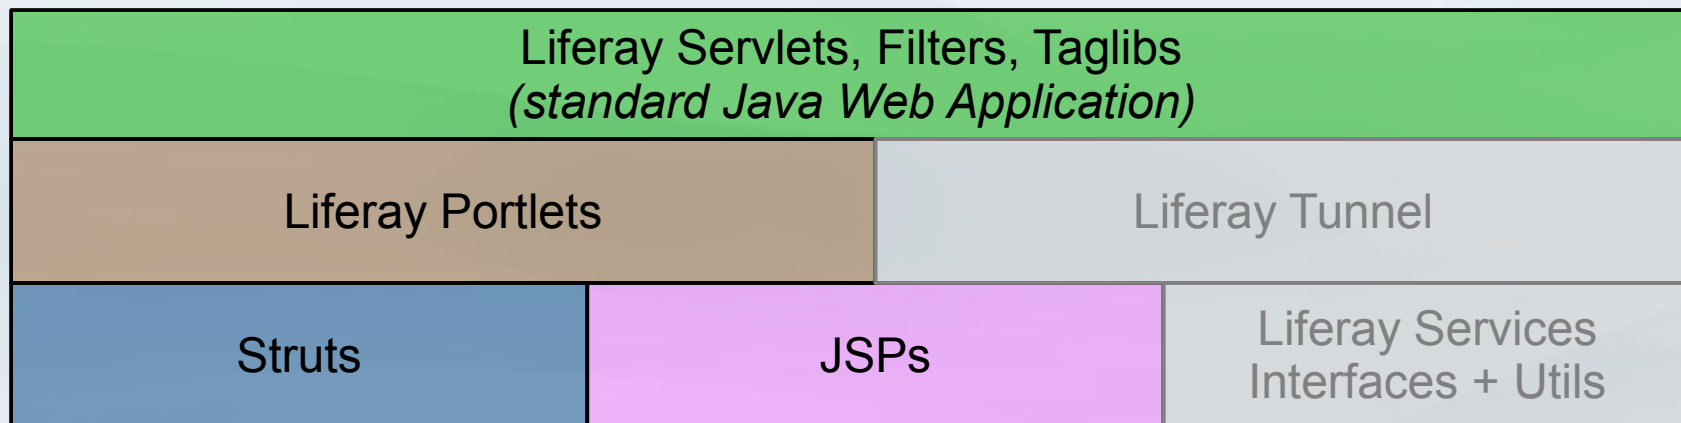 Liferay Servlets, Filters, Taglibs
(standard Java Web Application)
Liferay Portlets
Liferay Tunnel
Struts
JSPs
Liferay Services
Interfaces + Utils